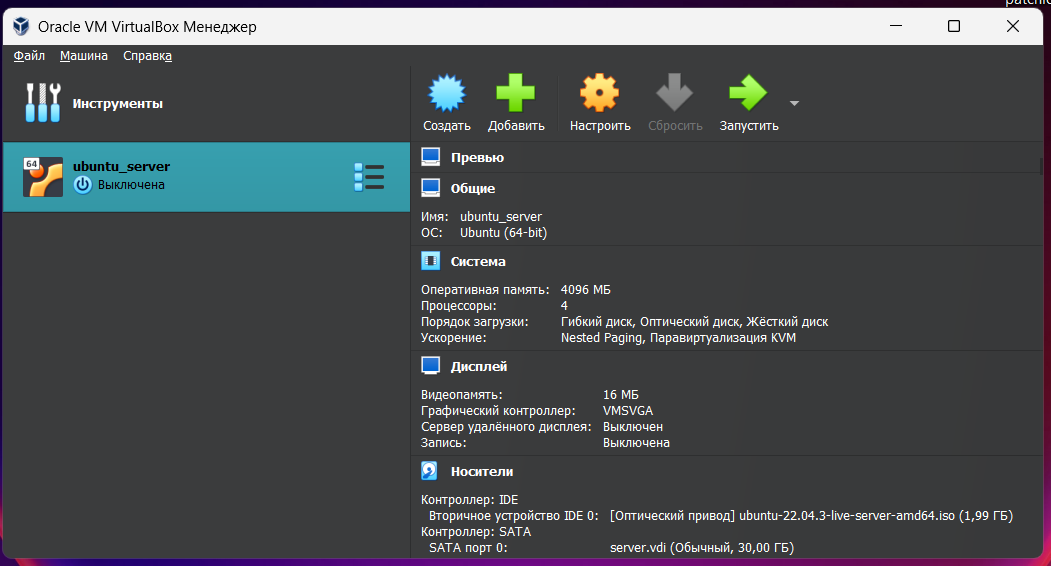 Oracle VM VirtualBox Менеджер
Файл Машина Справка
Инструменты
Создать Добавить Настроить Сбросить Запустить
64 ubuntu_server
Выключена
Превью
Общие
Имя: ubuntu_server
ОС: Ubuntu (64-bit)
Система
Оперативная память: 4096 МБ
Процессоры: 4
Порядок загрузки: Гибкий диск, Оптический диск, Жёсткий диск
Ускорение: Nested Paging, Паравиртуализация KVM
Дисплей
Видеопамять: 16 МБ
Графический контроллер: VMSVGA
Сервер удалённого дисплея: Выключен
Запись: Выключена
Носители
Контроллер: IDE
Вторичное устройство IDE 0: [Оптический привод] ubuntu-22.04.3-live-server-amd64.iso (1,99 ГБ)
Контроллер: SATA
SATA порт 0: server.vdi (Обычный, 30,00 ГБ)